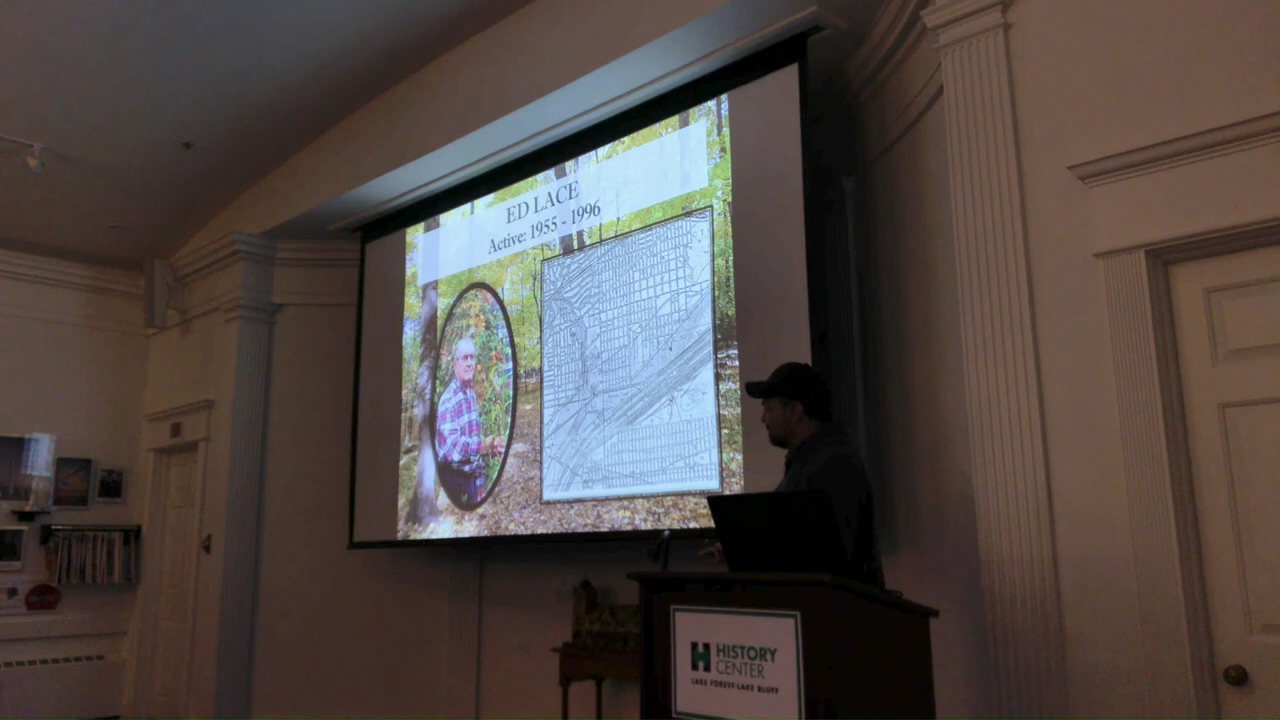 ED LACE
Active: 1955 - 1996
HISTORY
CENTER
LAKE FOREST-LAKE BLUFF